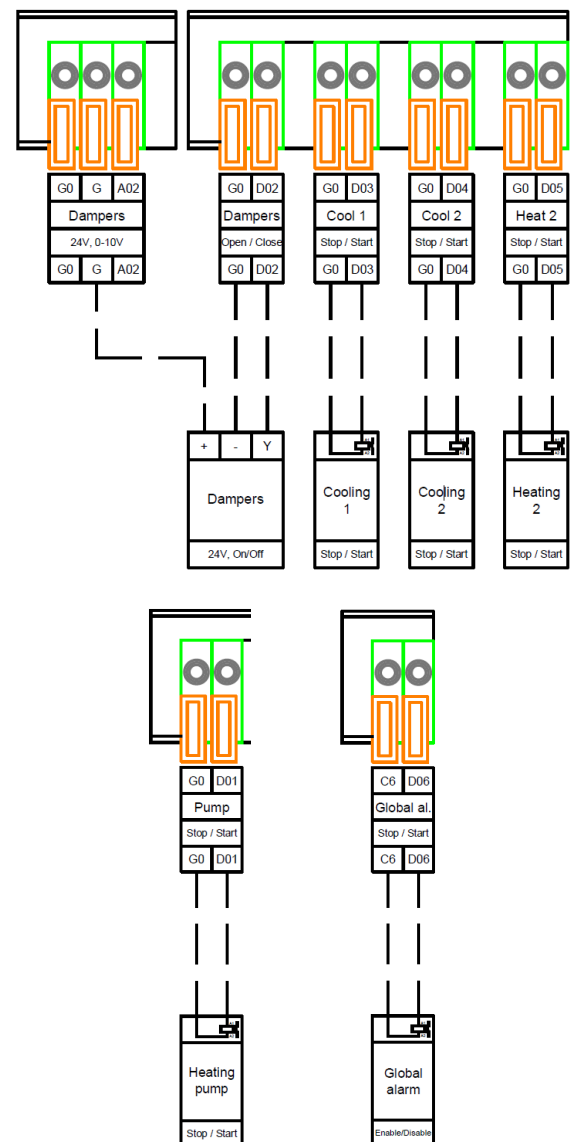 G0 G A02 G0 D02 G0 D03 G0 D04 G0 D05
Dampers Dampers Cool 1 Cool 2 Heat 2
24V, 0-10V Open / Close Stop / Start Stop / Start Stop / Start
G0 G A02 G0 D02 G0 D03 G0 D04 G0 D05
+ - Y
Dampers
24V, On/Off
Cooling
1
Stop / Start
Cooling
2
Stop / Start
Heating
2
Stop / Start
G0 D01 C6 D06
Pump Global al.
Stop / Start Stop / Start
G0 D01 C6 D06
Heating
pump
Stop / Start
Global
alarm
Enable/Disable